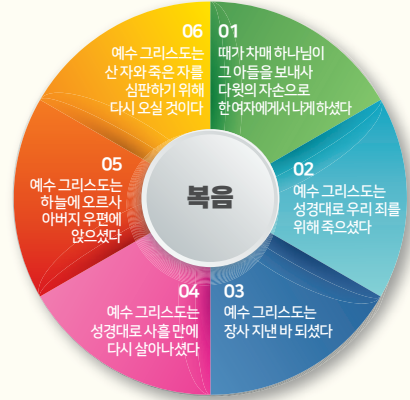 복음
01
때가 차매 하나님이
그 아들을 보내사
다윗의 자손으로
한 여자에게서 나게 하셨다
02
예수 그리스도는
성경대로 우리 죄를
위해 죽으셨다
03
예수 그리스도는
장사 지낸 바 되셨다
04
예수 그리스도는
성경대로 사흘 만에
다시 살아나셨다
05
예수 그리스도는
하늘에 오르사
아버지 우편에
앉으셨다
06
예수 그리스도는
산 자와 죽은 자를
심판하기 위해
다시 오실 것이다